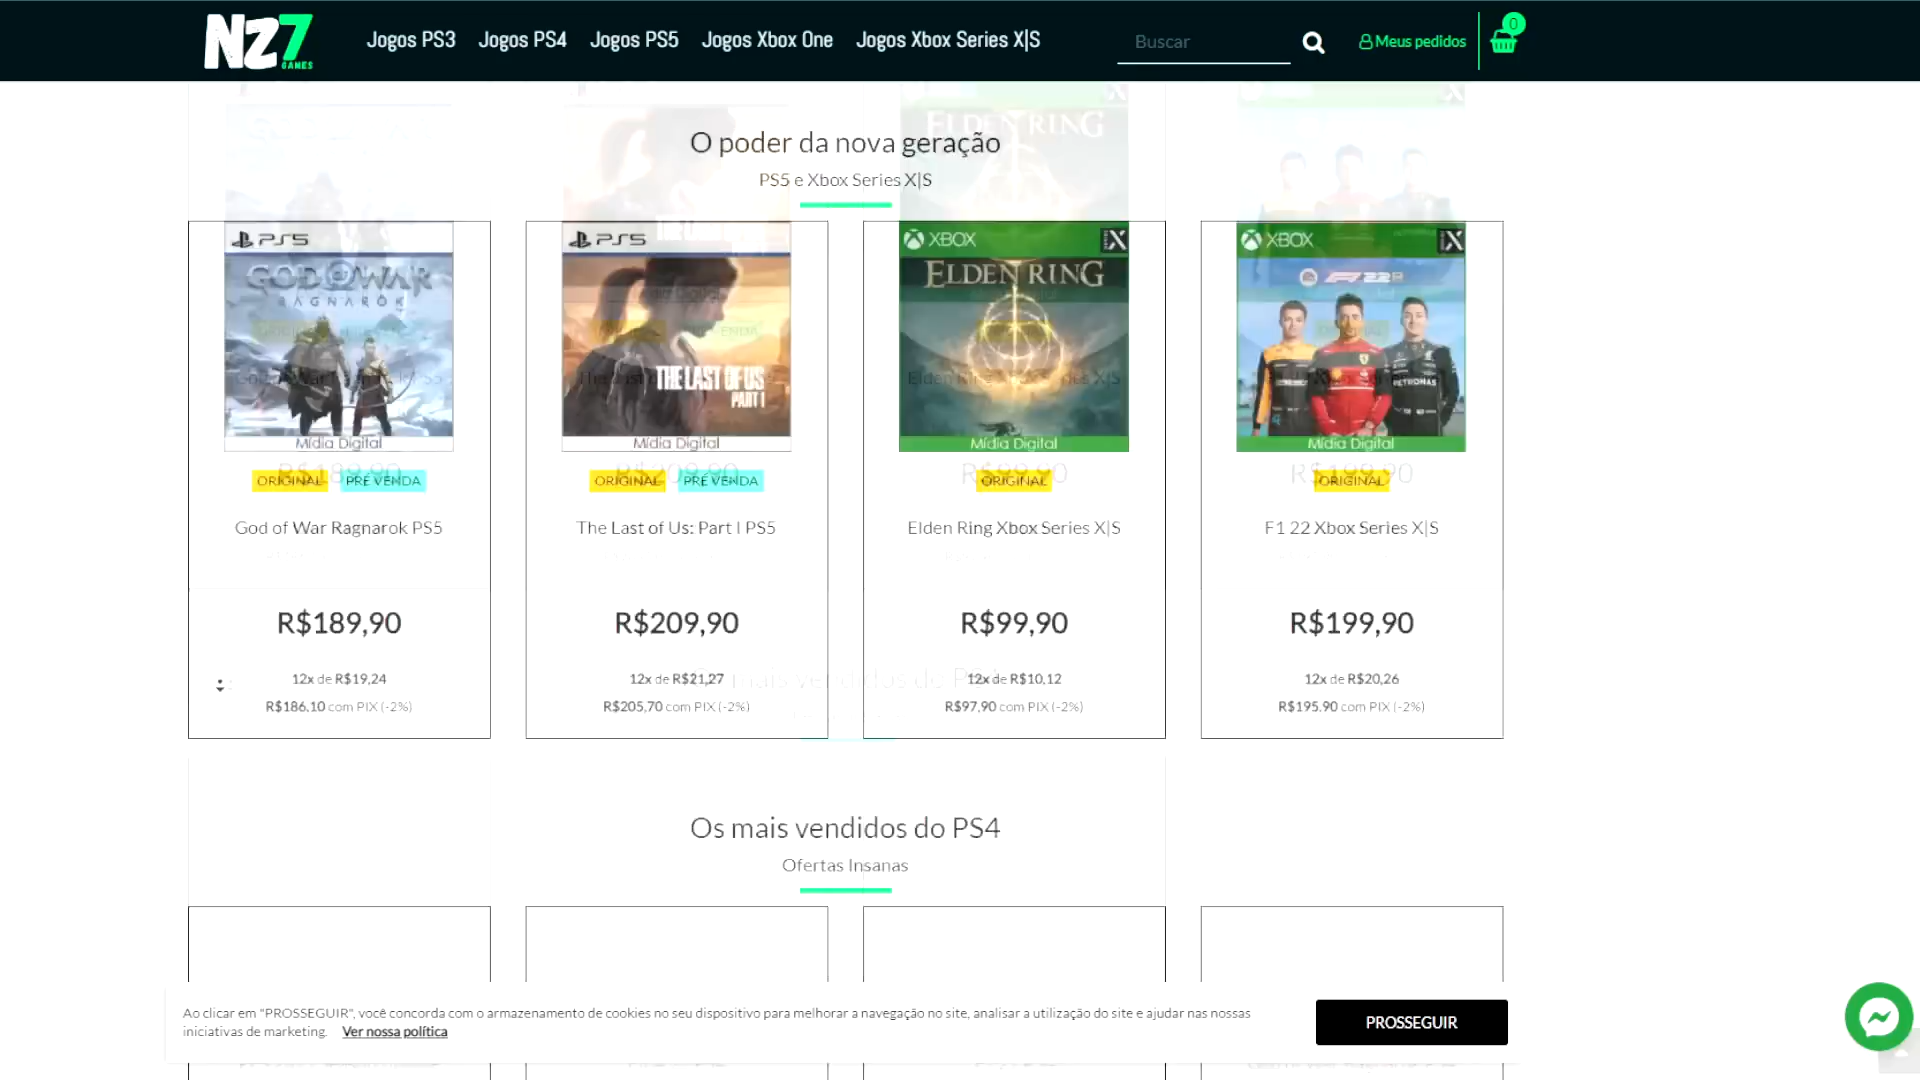 NZ7 GAMES
Jogos PS3 Jogos PS4 Jogos PS5 Jogos Xbox One Jogos Xbox Series X|S
Buscar
Meus pedidos
0
O poder da nova geração
PS5 e Xbox Series X|S
PS5
GOD OF WAR
RAGNARÖK
Mídia Digital
ORIGINAL PRE VENDA
God of War Ragnarok PS5
R$189,90
12x de R$19,24
R$186,10 com PIX (-2%)
PS5
THE LAST OF US
PART I
Mídia Digital
ORIGINAL PRE VENDA
The Last of Us: Part I PS5
R$209,90
12x de R$21,27
R$205,70 com PIX (-2%)
XBOX
ELDEN RING
Mídia Digital
ORIGINAL
Elden Ring Xbox Series X|S
R$99,90
12x de R$10,12
R$97,90 com PIX (-2%)
XBOX
F1 22
PETRONAS
Mídia Digital
ORIGINAL
F1 22 Xbox Series X|S
R$199,90
12x de R$20,26
R$195,90 com PIX (-2%)
Os mais vendidos do PS4
Ofertas Insanas
Ao clicar em "PROSSEGUIR", você concorda com o armazenamento de cookies no seu dispositivo para melhorar a navegação no site, analisar a utilização do site e ajudar nas nossas
iniciativas de marketing. Ver nossa política
PROSSEGUIR